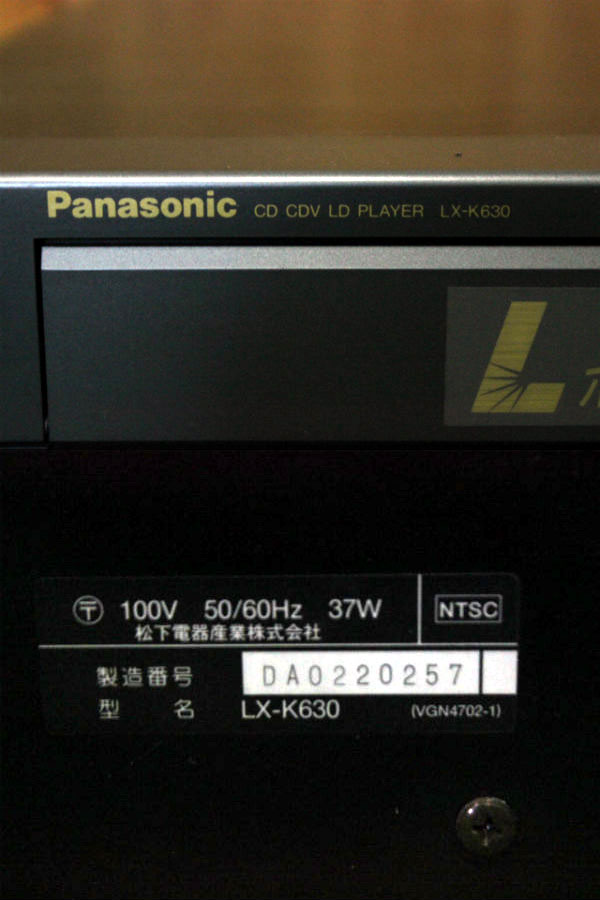 Panasonic CD CDV LD PLAYER LX-K630
L
〒 100V 50/60Hz 37W NTSC
松下電器産業株式会社
製造番号 DA0220257
型名 LX-K630 (VGN4702-1)